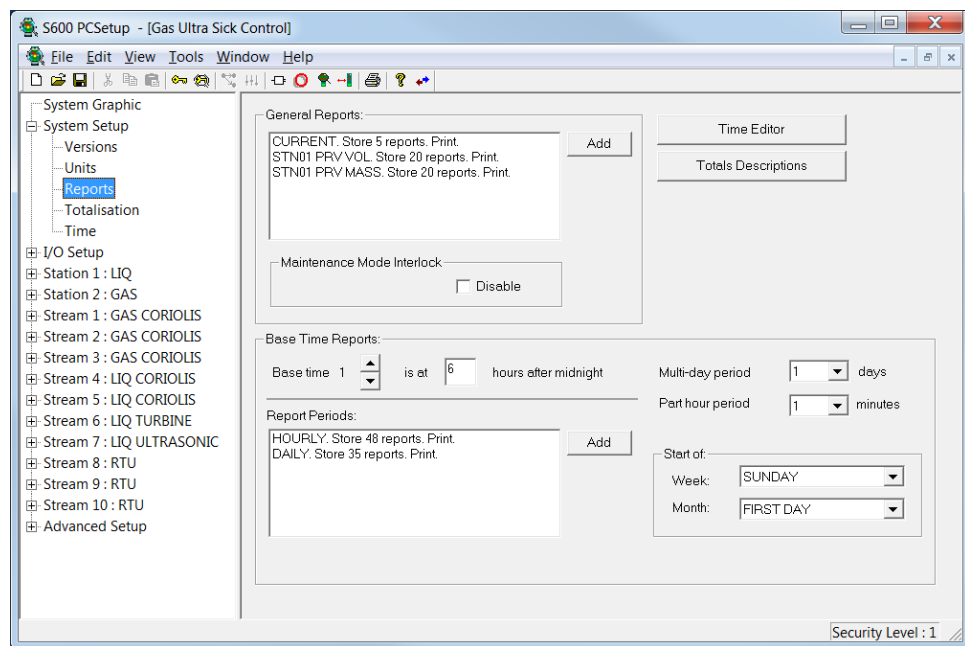 S600 PCSetup - [Gas Ultra Sick Control]
File Edit View Tools Window Help
System Graphic
System Setup
Versions
Units
Reports
Totalisation
Time
I/O Setup
Station 1 : LIQ
Station 2 : GAS
Stream 1 : GAS CORIOLIS
Stream 2 : GAS CORIOLIS
Stream 3 : GAS CORIOLIS
Stream 4 : LIQ CORIOLIS
Stream 5 : LIQ CORIOLIS
Stream 6 : LIQ TURBINE
Stream 7 : LIQ ULTRASONIC
Stream 8 : RTU
Stream 9 : RTU
Stream 10 : RTU
Advanced Setup
General Reports:
CURRENT. Store 5 reports. Print.
STN01 PRV VOL. Store 20 reports. Print.
STN01 PRV MASS. Store 20 reports. Print.
Add
Maintenance Mode Interlock
Disable
Time Editor
Totals Descriptions
Base Time Reports:
Base time 1 is at 6 hours after midnight
Report Periods:
HOURLY. Store 48 reports. Print.
DAILY. Store 35 reports. Print.
Add
Multi-day period 1 days
Part hour period 1 minutes
Start of:
Week: SUNDAY
Month: FIRST DAY
Security Level : 1